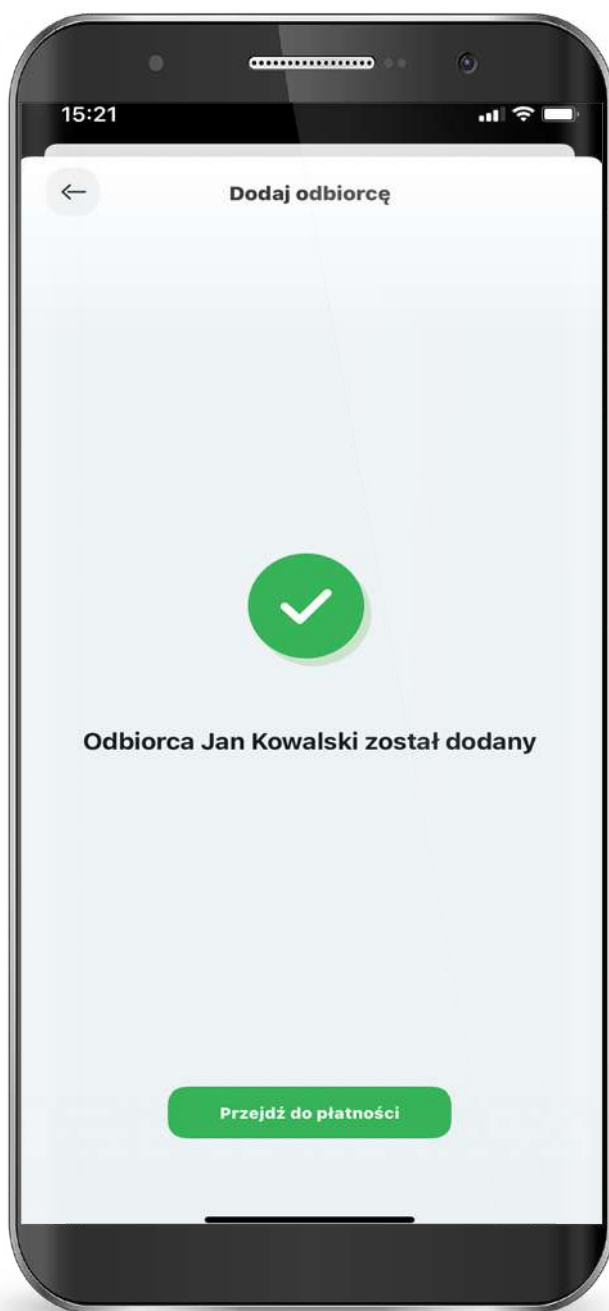 15:21
Dodaj odbiorcę
Odbiorca Jan Kowalski został dodany
Przejdź do płatności